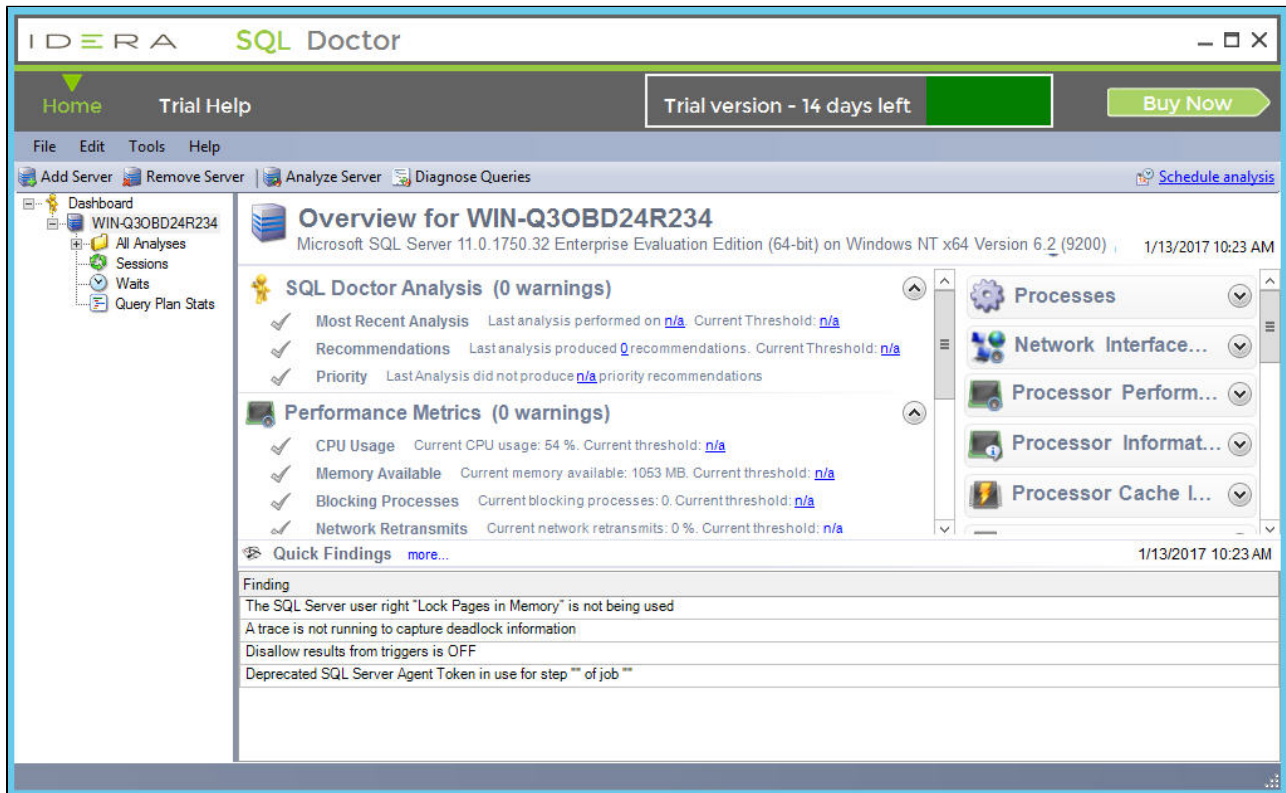 IDERA SQL Doctor
Home Trial Help Trial version - 14 days left Buy Now
File Edit Tools Help
Add Server Remove Server Analyze Server Diagnose Queries Schedule analysis
Dashboard
WIN-Q3OBD24R234
All Analyses
Sessions
Waits
Query Plan Stats
Overview for WIN-Q3OBD24R234
Microsoft SQL Server 11.0.1750.32 Enterprise Evaluation Edition (64-bit) on Windows NT x64 Version 6.2 (9200) 1/13/2017 10:23 AM
SQL Doctor Analysis (0 warnings)
Most Recent Analysis Last analysis performed on n/a. Current Threshold: n/a
Recommendations Last analysis produced 0 recommendations. Current Threshold: n/a
Priority Last Analysis did not produce n/a priority recommendations
Performance Metrics (0 warnings)
CPU Usage Current CPU usage: 54 %. Current threshold: n/a
Memory Available Current memory available: 1053 MB. Current threshold: n/a
Blocking Processes Current blocking processes: 0. Current threshold: n/a
Network Retransmits Current network retransmits: 0 %. Current threshold: n/a
Processes
Network Interface...
Processor Perform...
Processor Informat...
Processor Cache I...
Quick Findings more... 1/13/2017 10:23 AM
Finding
The SQL Server user right "Lock Pages in Memory" is not being used
A trace is not running to capture deadlock information
Disallow results from triggers is OFF
Deprecated SQL Server Agent Token in use for step "" of job ""